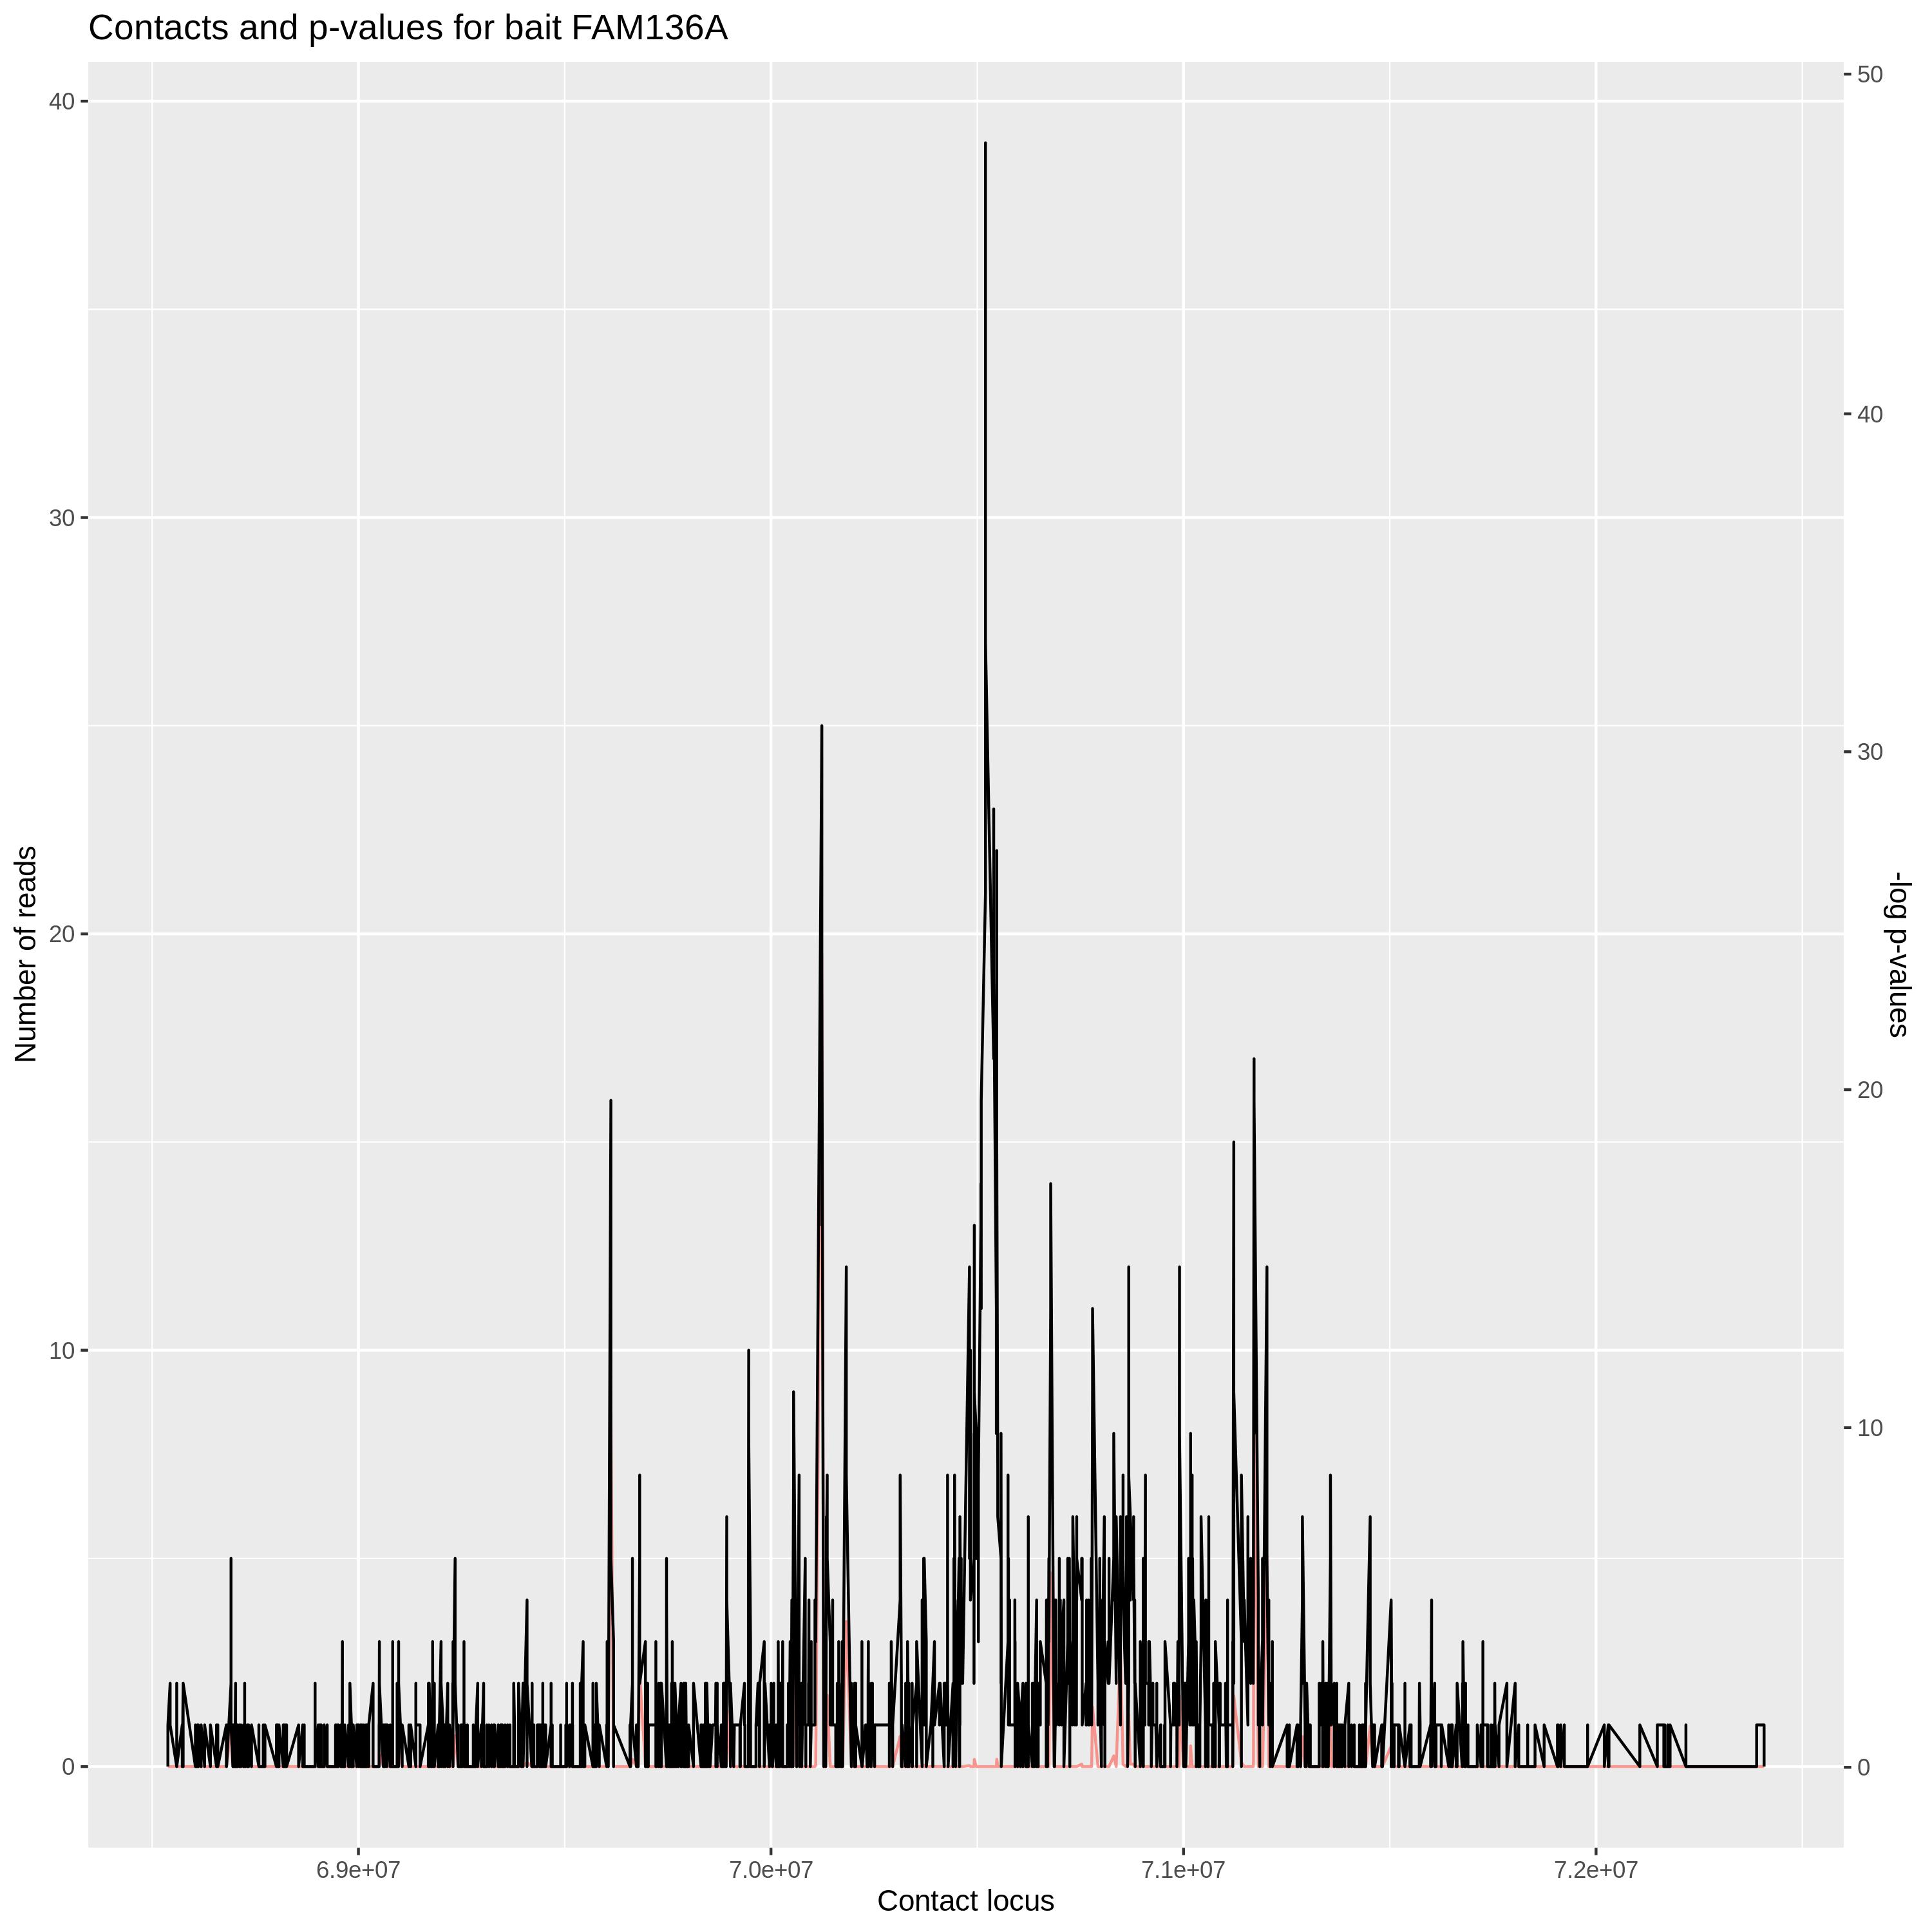 Contacts and p-values for bait FAM136A
40
30
20
10
0
Number of reads
50
40
30
20
10
0
-log p-values
6.9e+07 7.0e+07 7.1e+07 7.2e+07
Contact locus